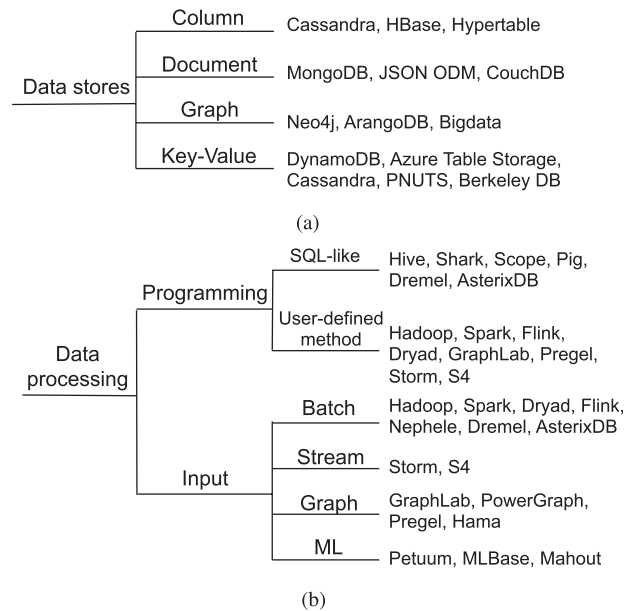 Column
Cassandra, HBase, Hypertable
Document
MongoDB, JSON ODM, CouchDB
Data stores
Graph
Neo4j, ArangoDB, Bigdata
Key-Value
DynamoDB, Azure Table Storage,
Cassandra, PNUTS, Berkeley DB
(a)
SQL-like
Hive, Shark, Scope, Pig,
Dremel, AsterixDB
Programming
User-defined
method
Hadoop, Spark, Flink,
Dryad, GraphLab, Pregel,
Storm, S4
Data
processing
Batch
Hadoop, Spark, Dryad, Flink,
Nephele, Dremel, AsterixDB
Input
Stream
Storm, S4
Graph
GraphLab, PowerGraph,
Pregel, Hama
ML
Petuum, MLBase, Mahout
(b)